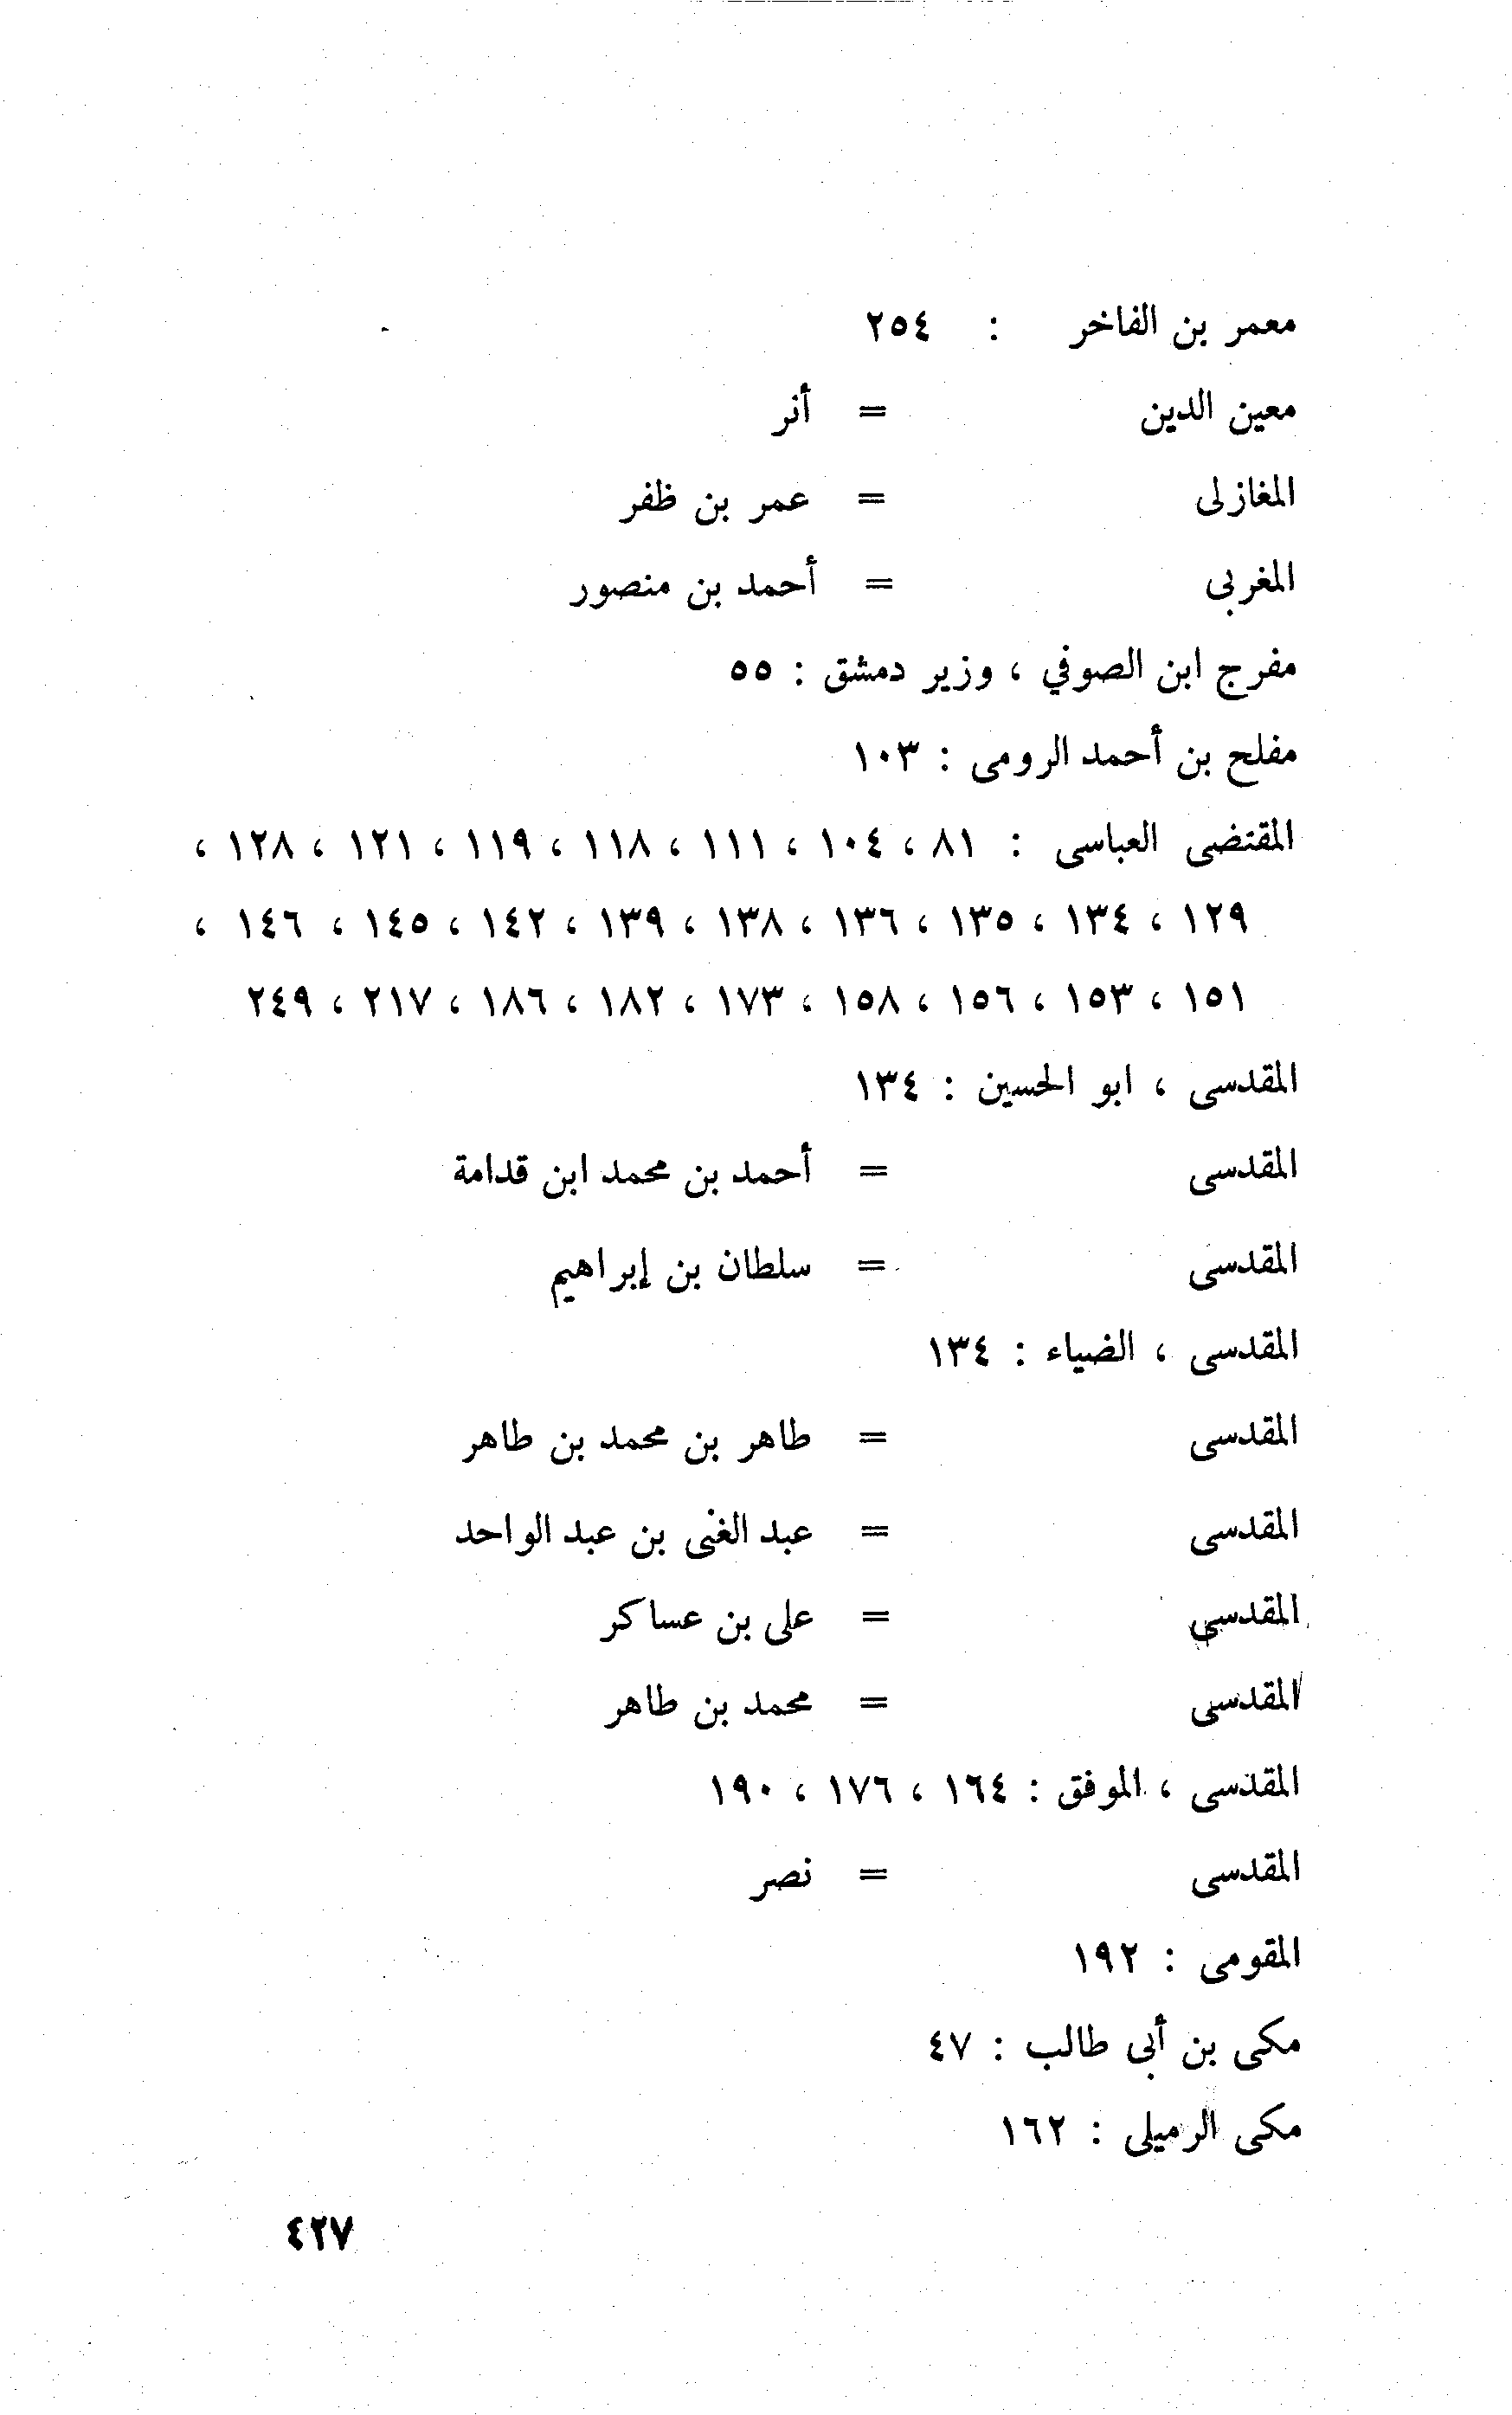 معمر بن الفاخر : ٢٥٤
معين الدين = أنر
المغازلى = عمر بن ظفر
المغربى = أحمد بن منصور
مفرج ابن الصوفي ، وزير دمشق : ٥٥
مفلح بن أحمد الرومى : ١٠٣
المقتضى العباسى : ٨١ ، ١٠٤ ، ١١١ ، ١١٨ ، ١١٩ ، ١٢١ ، ١٢٨ ،
١٢٩ ، ١٣٤ ، ١٣٥ ، ١٣٦ ، ١٣٨ ، ١٣٩ ، ١٤٢ ، ١٤٥ ، ١٤٦ ،
١٥١ ، ١٥٣ ، ١٥٦ ، ١٥٨ ، ١٧٣ ، ١٨٢ ، ١٨٦ ، ٢١٧ ، ٢٤٩
المقدسى ، ابو الحسين : ١٣٤
المقدسى = أحمد بن محمد ابن قدامة
المقدسى = سلطان بن إبراهيم
المقدسى ، الضياء : ١٣٤
المقدسى = طاهر بن محمد بن طاهر
المقدسى = عبد الغنى بن عبد الواحد
المقدسى = على بن عساكر
المقدسى = محمد بن طاهر
المقدسى ، الموفق : ١٦٤ ، ١٧٦ ، ١٩٠
المقدسى = نصر
المقومى : ١٩٢
مكى بن أبى طالب : ٤٧
مكى الرميلى : ١٦٢
٤٢٧